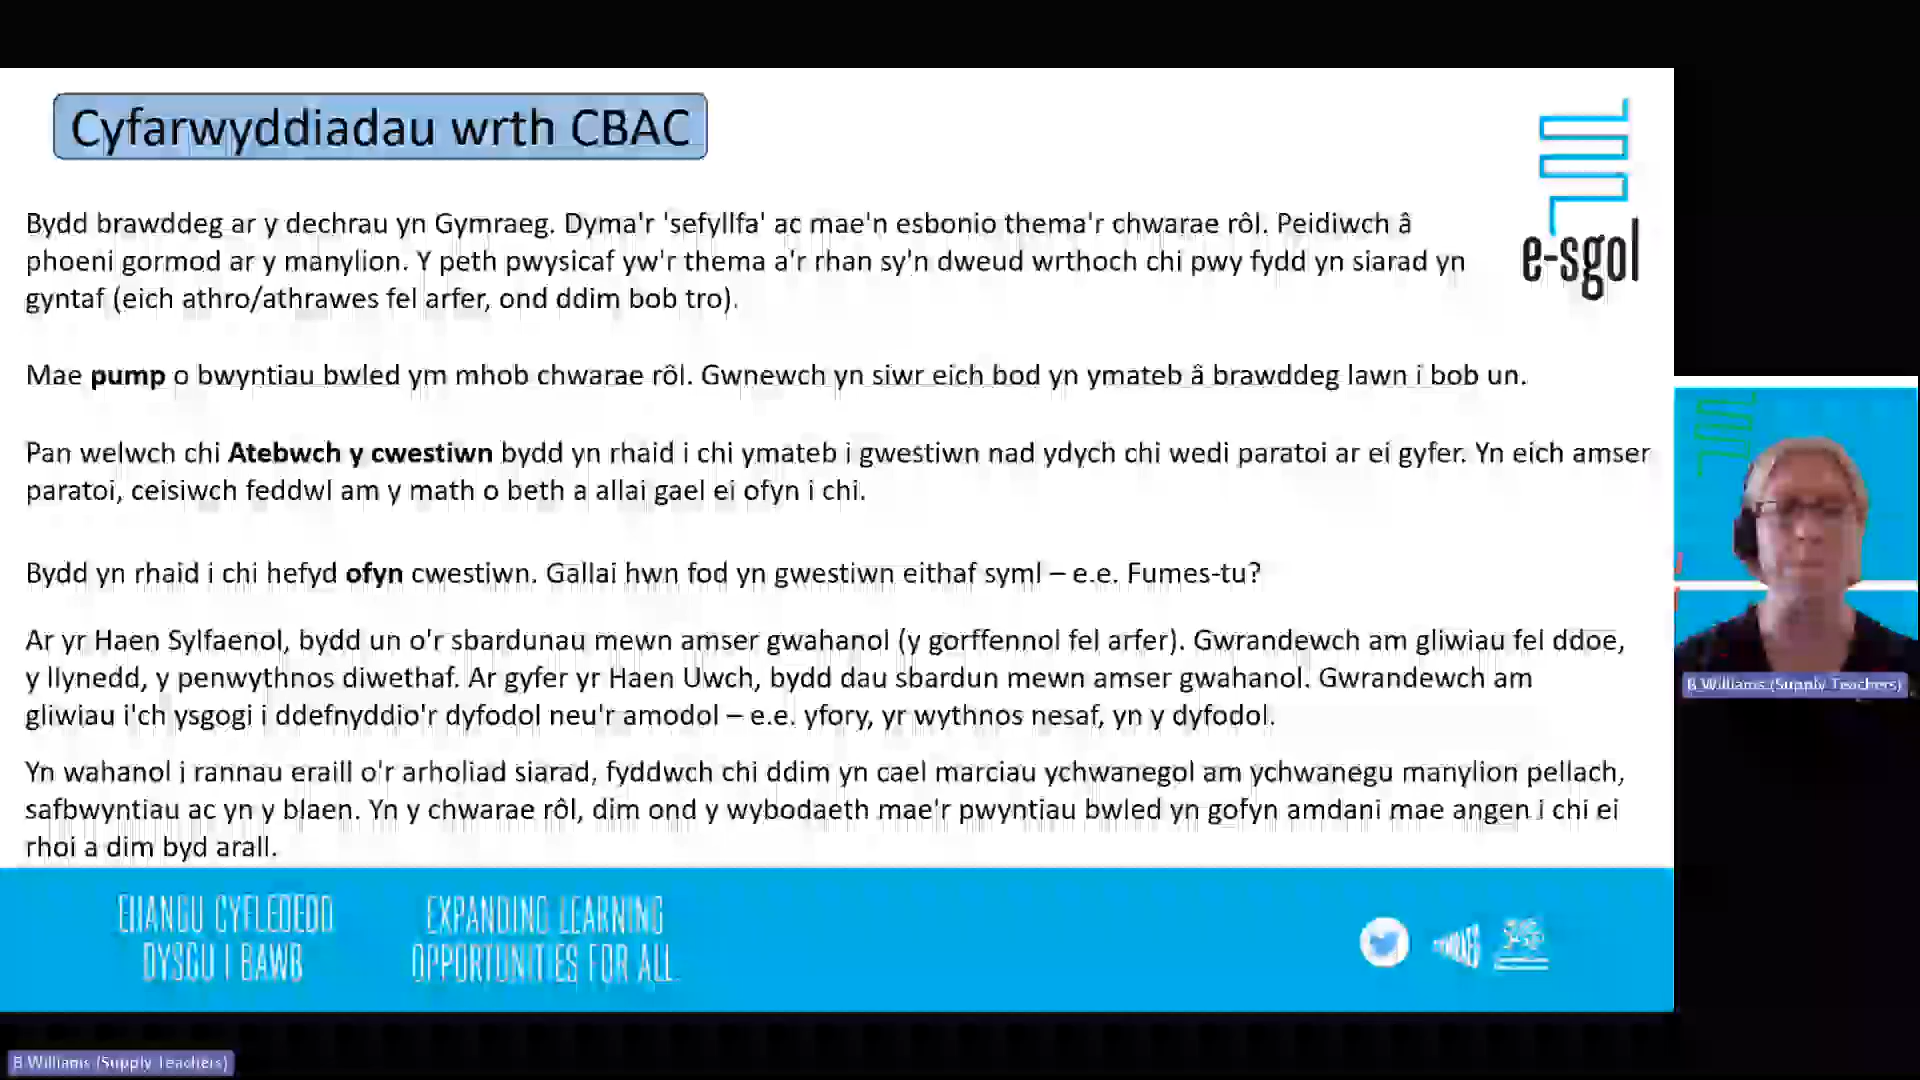 Cyfarwyddiadau wrth CBAC
Bydd brawddeg ar y dechrau yn Gymraeg. Dyma'r 'sefyllfa' ac mae'n esbonio thema'r chwarae rôl. Peidiwch â
phoeni gormod ar y manylion. Y peth pwysicaf yw'r thema a'r rhan sy'n dweud wrthoch chi pwy fydd yn siarad yn
gyntaf (eich athro/athrawes fel arfer, ond ddim bob tro).
Mae pump o bwyntiau bwled ym mhob chwarae rôl. Gwnewch yn siwr eich bod yn ymateb â brawddeg lawn i bob un.
Pan welwch chi Atebwch y cwestiwn bydd yn rhaid i chi ymateb i gwestiwn nad ydych chi wedi paratoi ar ei gyfer. Yn eich amser
paratoi, ceisiwch feddwl am y math o beth a allai gael ei ofyn i chi.
Bydd yn rhaid i chi hefyd ofyn cwestiwn. Gallai hwn fod yn gwestiwn eithaf syml – e.e. Fumes-tu?
Ar yr Haen Sylfaenol, bydd un o'r sbardunau mewn amser gwahanol (y gorffennol fel arfer). Gwrandewch am gliwiau fel ddoe,
y llynedd, y penwythnos diwethaf. Ar gyfer yr Haen Uwch, bydd dau sbardun mewn amser gwahanol. Gwrandewch am
gliwiau i'ch ysgogi i ddefnyddio'r dyfodol neu'r amodol – e.e. yfory, yr wythnos nesaf, yn y dyfodol.
Yn wahanol i rannau eraill o'r arholiad siarad, fyddwch chi ddim yn cael marciau ychwanegol am ychwanegu manylion pellach,
safbwyntiau ac yn y blaen. Yn y chwarae rôl, dim ond y wybodaeth mae'r pwyntiau bwled yn gofyn amdani mae angen i chi ei
rhoi a dim byd arall.
e-sgol
EHANGU CYFLEOEDD
DYSGU I BAWB
EXPANDING LEARNING
OPPORTUNITIES FOR ALL
B Williams (Supply Teachers)
B Williams (Supply Teachers)